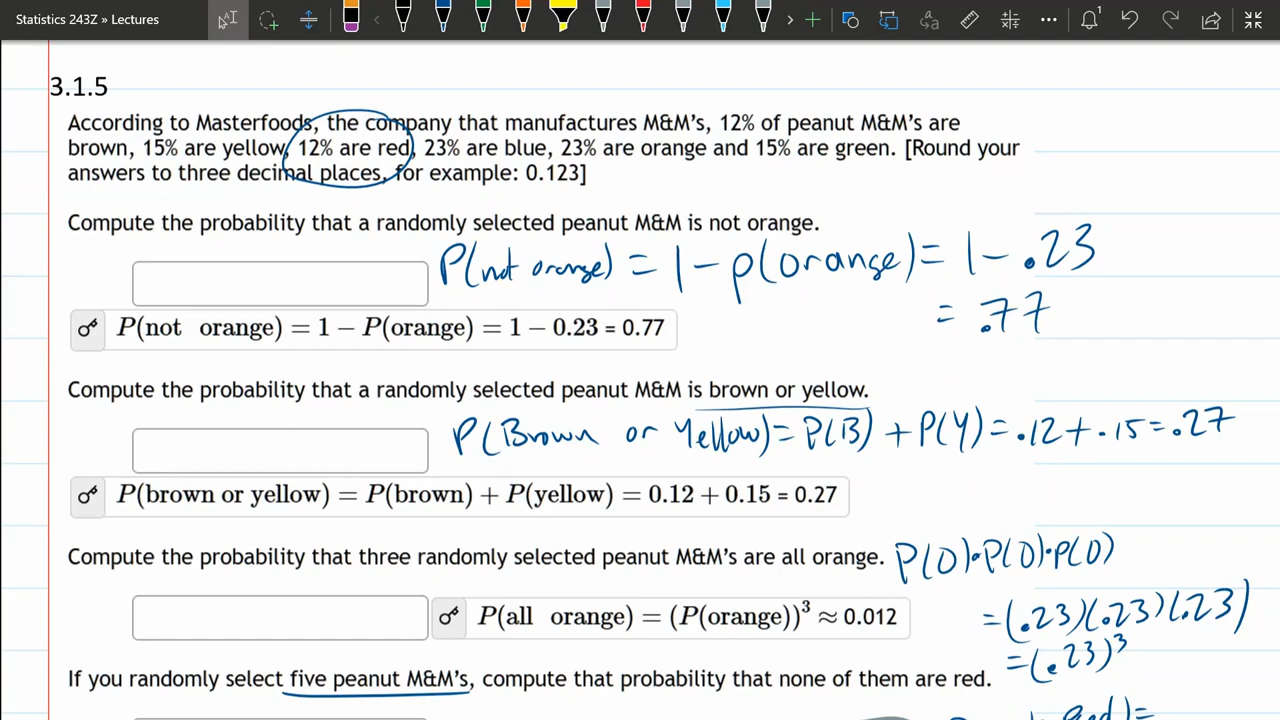 Statistics 243Z » Lectures
3.1.5
According to Masterfoods, the company that manufactures M&M's, 12% of peanut M&M's are
brown, 15% are yellow, 12% are red, 23% are blue, 23% are orange and 15% are green. [Round your
answers to three decimal places, for example: 0.123]
Compute the probability that a randomly selected peanut M&M is not orange.
P(not orange) = 1 - P(orange) = 1 - .23
= .77
P(not orange) = 1 − P(orange) = 1 − 0.23 = 0.77
Compute the probability that a randomly selected peanut M&M is brown or yellow.
P(Brown or Yellow) = P(B) + P(Y) = .12 + .15 = .27
P(brown or yellow) = P(brown) + P(yellow) = 0.12 + 0.15 = 0.27
Compute the probability that three randomly selected peanut M&M's are all orange.
P(O)·P(O)·P(O)
= (.23)(.23)(.23)
P(all orange) = (P(orange))³ ≈ 0.012
= (.23)³
If you randomly select five peanut M&M's, compute that probability that none of them are red.